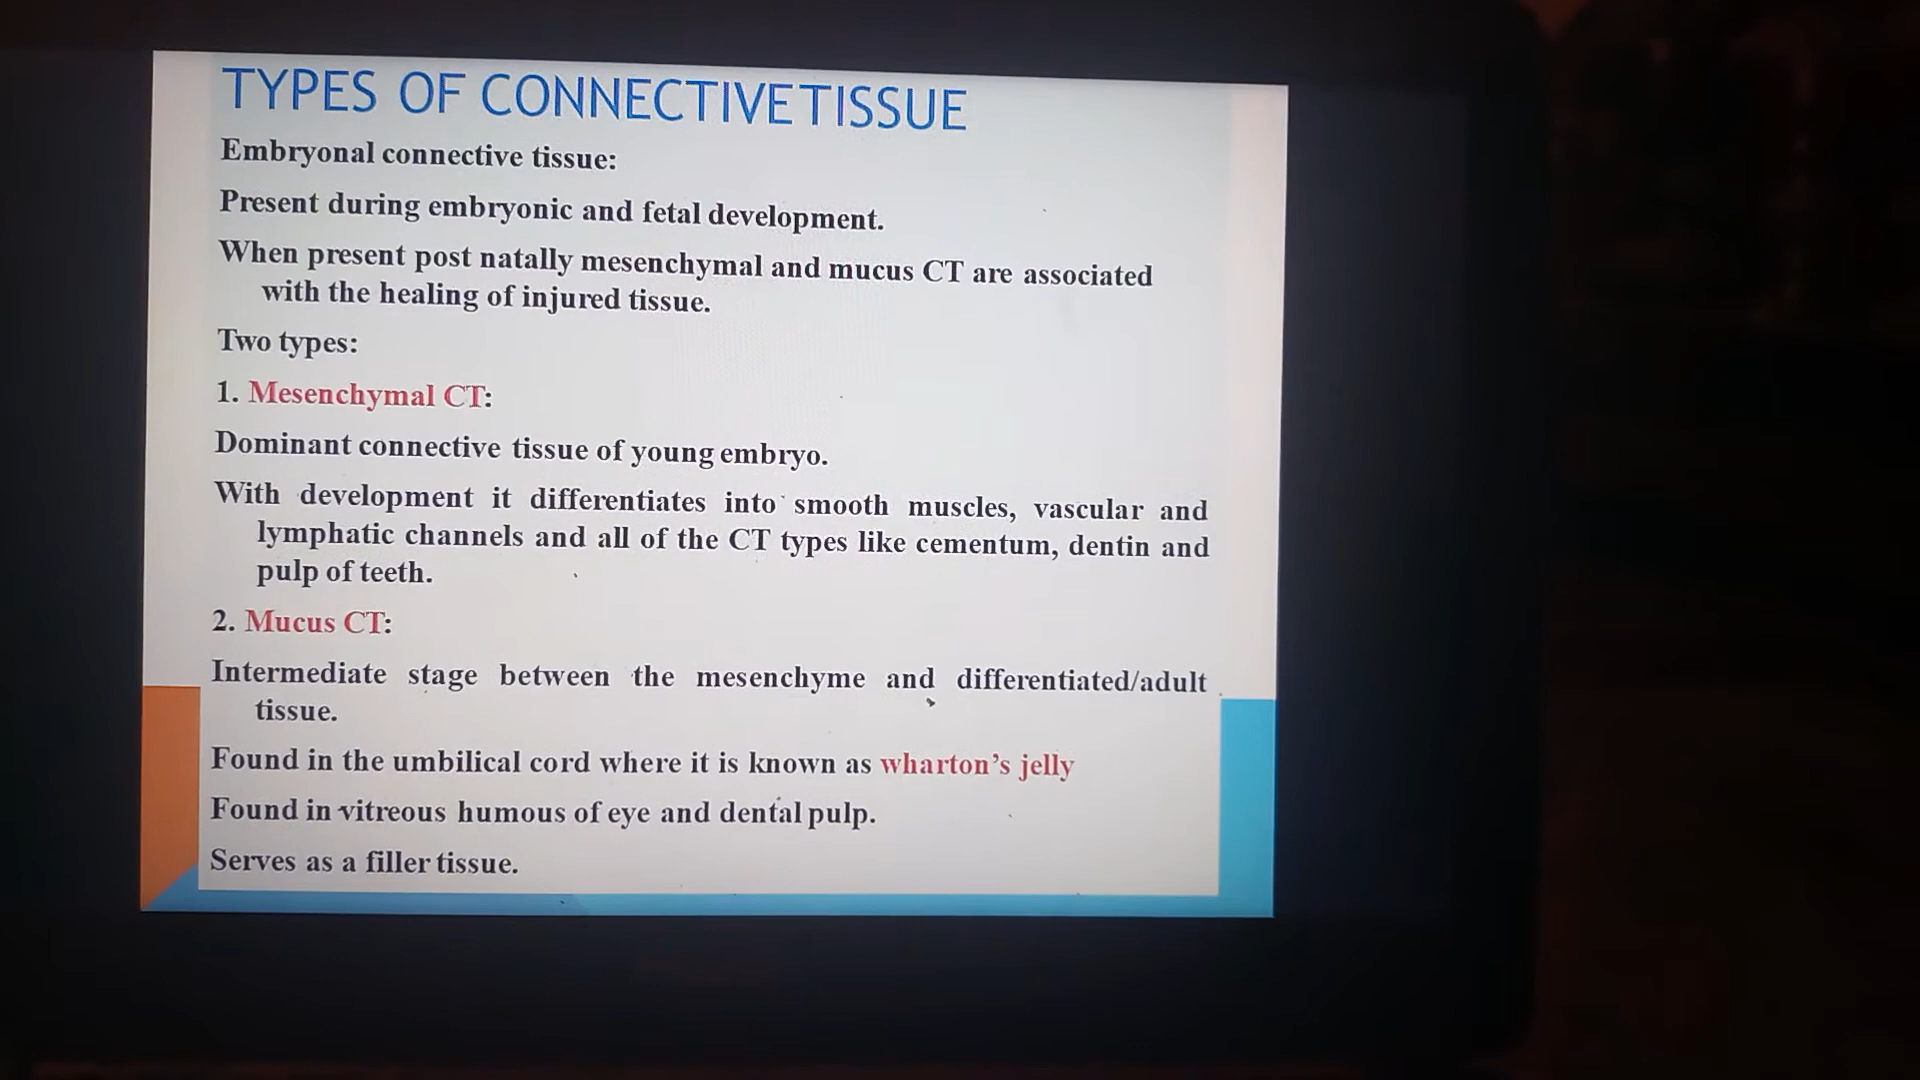 TYPES OF CONNECTIVE TISSUE
Embryonal connective tissue:
Present during embryonic and fetal development.
When present post natally mesenchymal and mucus CT are associated
with the healing of injured tissue.
Two types:
1. Mesenchymal CT:
Dominant connective tissue of young embryo.
With development it differentiates into smooth muscles, vascular and
lymphatic channels and all of the CT types like cementum, dentin and
pulp of teeth.
2. Mucus CT:
Intermediate stage between the mesenchyme and differentiated/adult
tissue.
Found in the umbilical cord where it is known as wharton's jelly
Found in vitreous humous of eye and dental pulp.
Serves as a filler tissue.